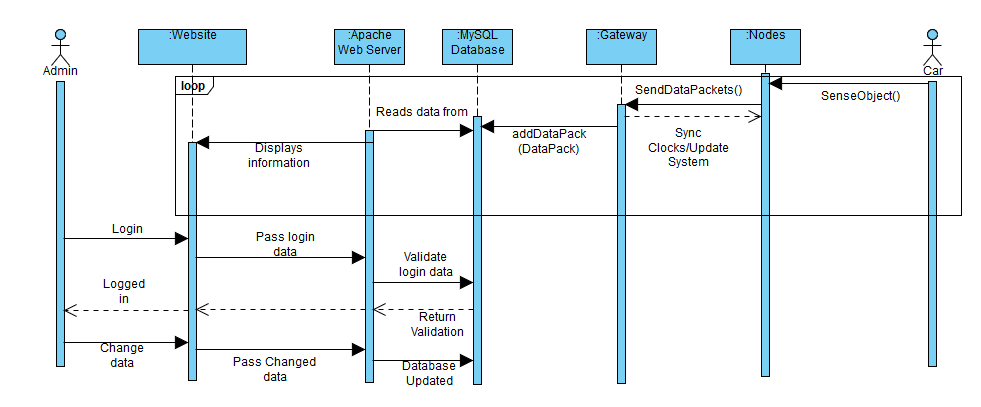 :Website
:Apache
Web Server
:MySQL
Database
:Gateway
:Nodes
Admin
Car
loop
SendDataPackets()
SenseObject()
Reads data from
addDataPack
(DataPack)
Sync
Clocks/Update
System
Displays
information
Login
Pass login
data
Validate
login data
Logged
in
Return
Validation
Change
data
Pass Changed
data
Database
Updated